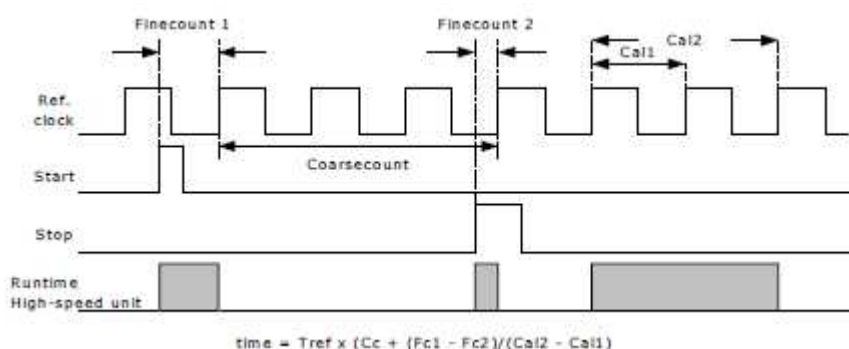 Finecount 1
Finecount 2
Cal2
Cal1
Ref.
clock
Coarsecount
Start
Stop
Runtime
High-speed unit
time = Tref x (Cc + (Fc1 - Fc2)/(Cal2 - Cal1)